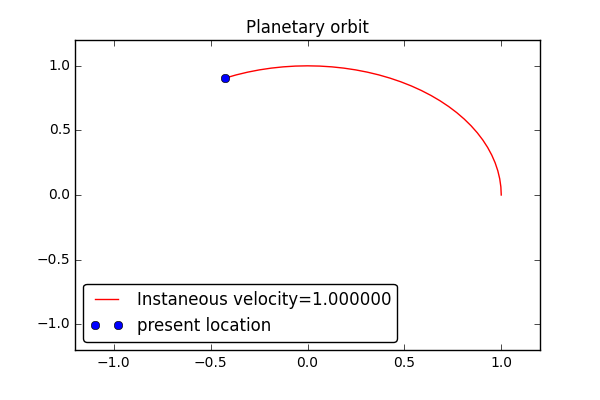 Planetary orbit
1.0
0.5
0.0
−0.5
−1.0
Instaneous velocity=1.000000
present location
−1.0 −0.5 0.0 0.5 1.0